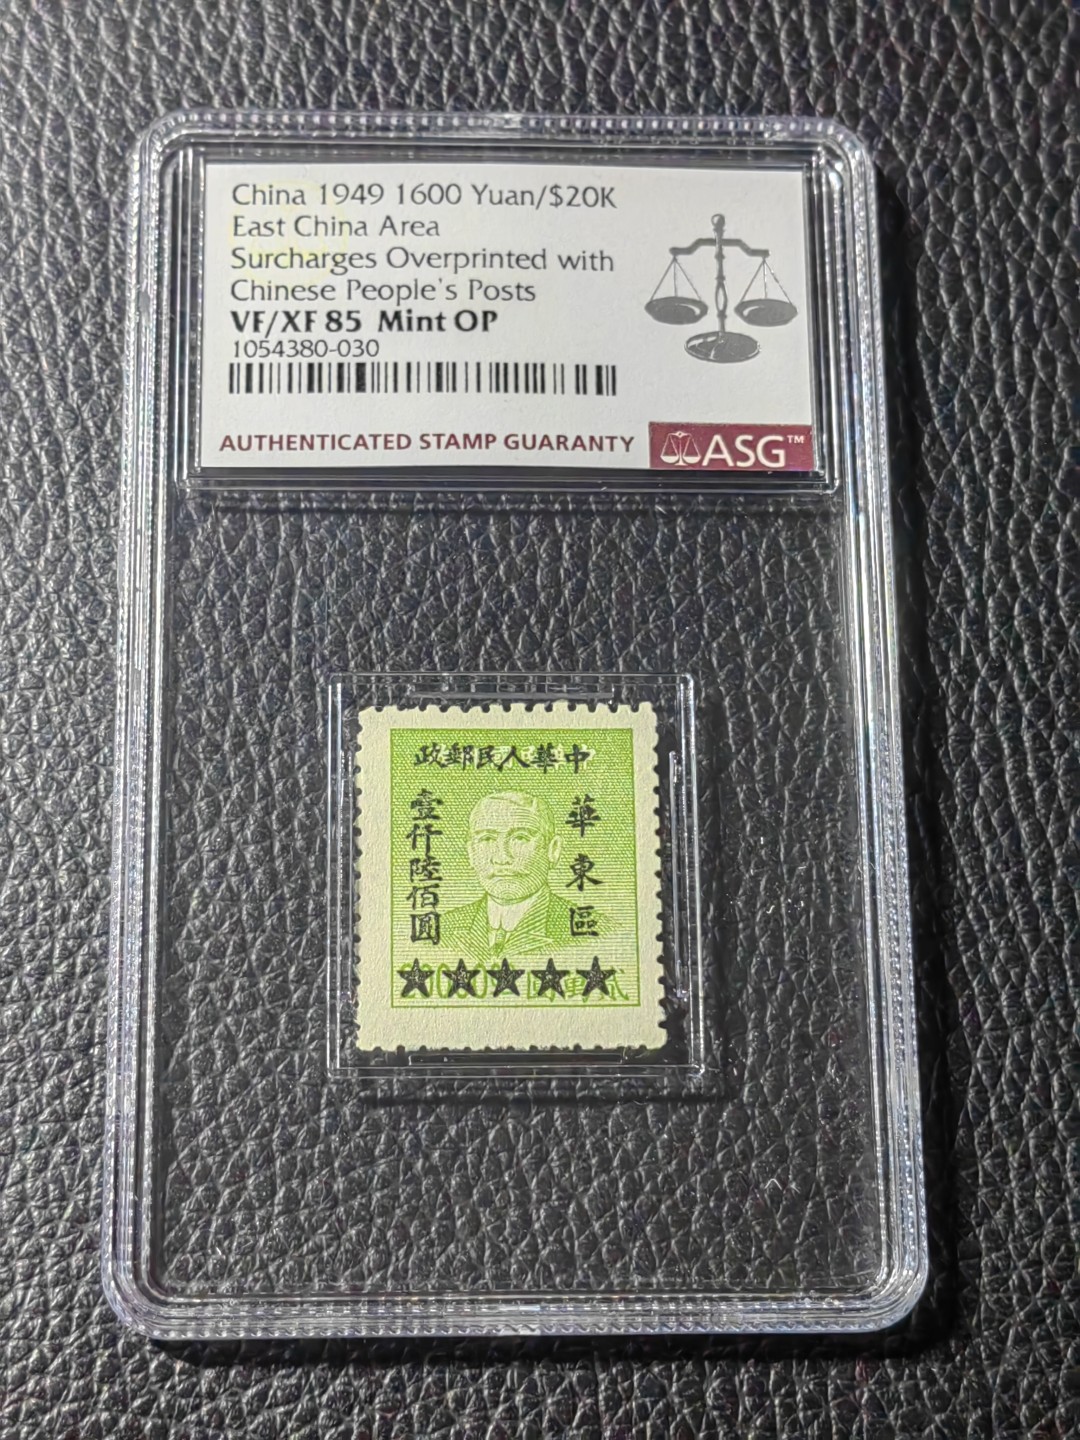 China 1949 1600 Yuan/$20K
East China Area
Surcharges Overprinted with
Chinese People's Posts
VF/XF 85 Mint OP
1054380-030
AUTHENTICATED STAMP GUARANTY
ASG™
政郵民人華中
華東區
壹仟陸佰圓